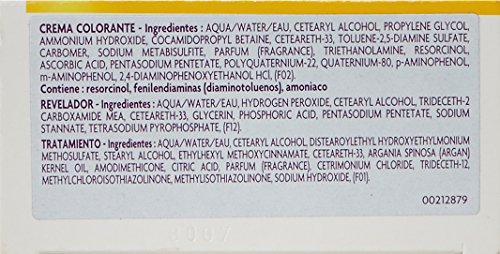 CREMA COLORANTE - Ingredientes : AQUA/WATER/EAU, CETEARYL ALCOHOL, PROPYLENE GLYCOL,
AMMONIUM HYDROXIDE, COCAMIDOPROPYL BETAINE, CETEARETH-33, TOLUENE-2,5-DIAMINE SULFATE,
CARBOMER, SODIUM METABISULFITE, PARFUM (FRAGRANCE), TRIETHANOLAMINE, RESORCINOL,
ASCORBIC ACID, PENTASODIUM PENTETATE, POLYQUATERNIUM-22, QUATERNIUM-80, p-AMINOPHENOL,
m-AMINOPHENOL, 2,4-DIAMINOPHENOXYETHANOL HCl, (F02).
Contiene : resorcinol, fenilendiaminas (diaminotoluenos), amoniaco
REVELADOR - Ingredientes : AQUA/WATER/EAU, HYDROGEN PEROXIDE, CETEARYL ALCOHOL, TRIDECETH-2
CARBOXAMIDE MEA, CETEARETH-33, GLYCERIN, PHOSPHORIC ACID, PENTASODIUM PENTETATE, SODIUM
STANNATE, TETRASODIUM PYROPHOSPHATE, (F12).
TRATAMIENTO - Ingredientes : AQUA/WATER/EAU, CETEARYL ALCOHOL, DISTEAROYLETHYL HYDROXYETHYLMONIUM
METHOSULFATE, STEARYL ALCOHOL, ETHYLHEXYL METHOXYCINNAMATE, CETEARETH-33, ARGANIA SPINOSA (ARGAN)
KERNEL OIL, AMODIMETHICONE, CITRIC ACID, PARFUM (FRAGRANCE), CETRIMONIUM CHLORIDE, TRIDECETH-12,
METHYLCHLOROISOTHIAZOLINONE, METHYLISOTHIAZOLINONE, SODIUM HYDROXIDE, (F01).
00212879